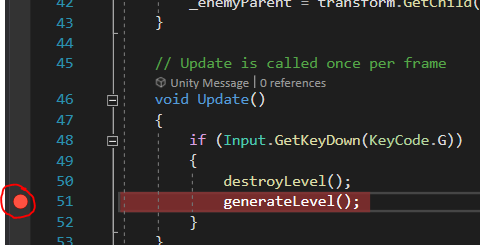 42 _enemyParent = transform.GetChild(
43 }
44
45 // Update is called once per frame
Unity Message | 0 references
46 void Update()
47 {
48 if (Input.GetKeyDown(KeyCode.G))
49 {
50 destroyLevel();
51 generateLevel();
52 }
53 }